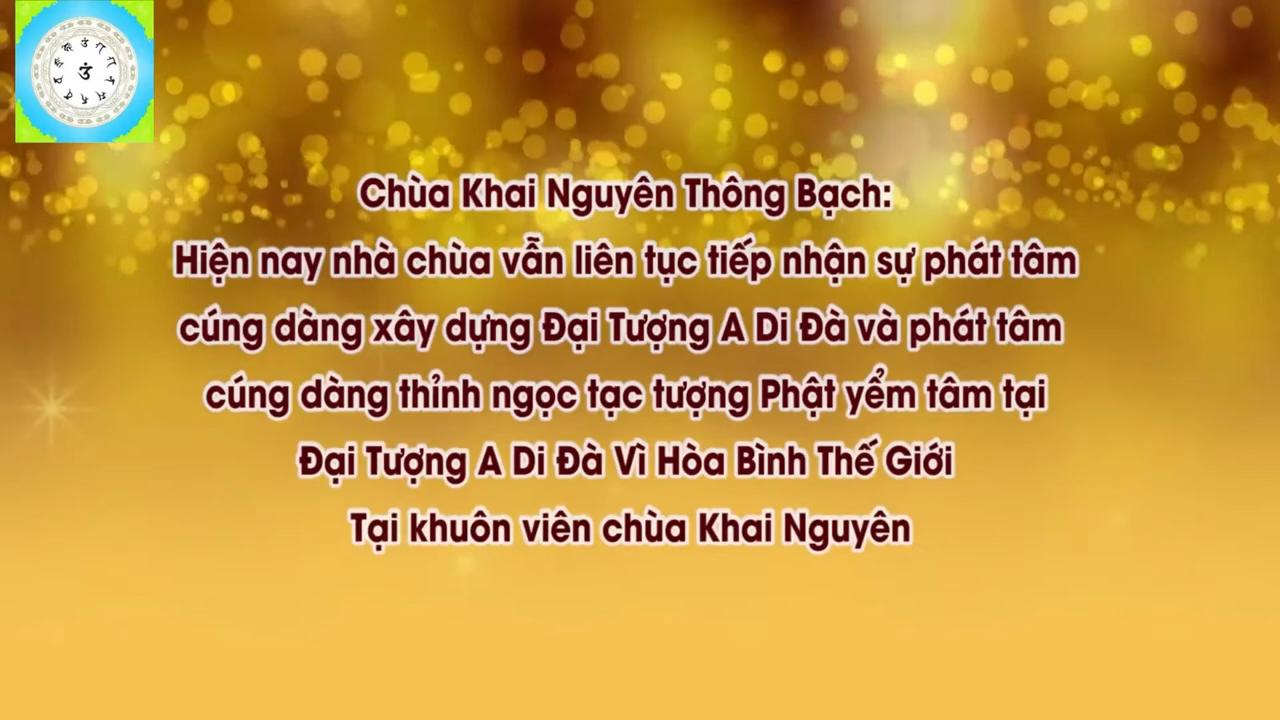 Chùa Khai Nguyên Thông Bạch:
Hiện nay nhà chùa vẫn liên tục tiếp nhận sự phát tâm
cúng dàng xây dựng Đại Tượng A Di Đà và phát tâm
cúng dàng thỉnh ngọc tạc tượng Phật yểm tâm tại
Đại Tượng A Di Đà Vì Hòa Bình Thế Giới
Tại khuôn viên chùa Khai Nguyên